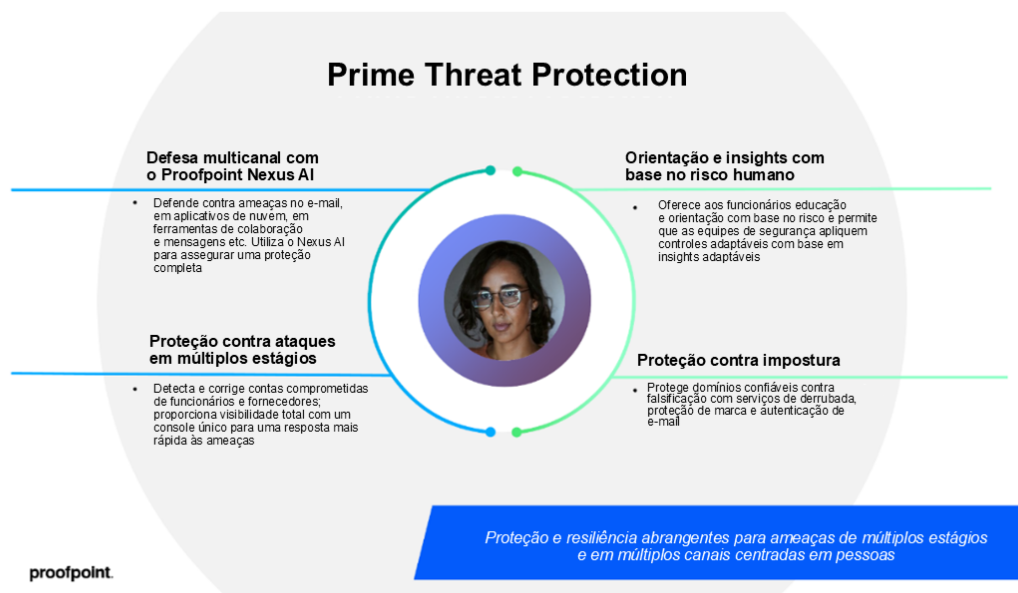 Prime Threat Protection
Defesa multicanal com
o Proofpoint Nexus AI
• Defende contra ameaças no e-mail,
em aplicativos de nuvem, em
ferramentas de colaboração
e mensagens etc. Utiliza o Nexus AI
para assegurar uma proteção
completa
Orientação e insights com
base no risco humano
• Oferece aos funcionários educação
e orientação com base no risco e permite
que as equipes de segurança apliquem
controles adaptáveis com base em
insights adaptáveis
Proteção contra ataques
em múltiplos estágios
• Detecta e corrige contas comprometidas
de funcionários e fornecedores;
proporciona visibilidade total com um
console único para uma resposta mais
rápida às ameaças
Proteção contra impostura
• Protege domínios confiáveis contra
falsificação com serviços de derrubada,
proteção de marca e autenticação de
e-mail
Proteção e resiliência abrangentes para ameaças de múltiplos estágios
e em múltiplos canais centradas em pessoas
proofpoint.